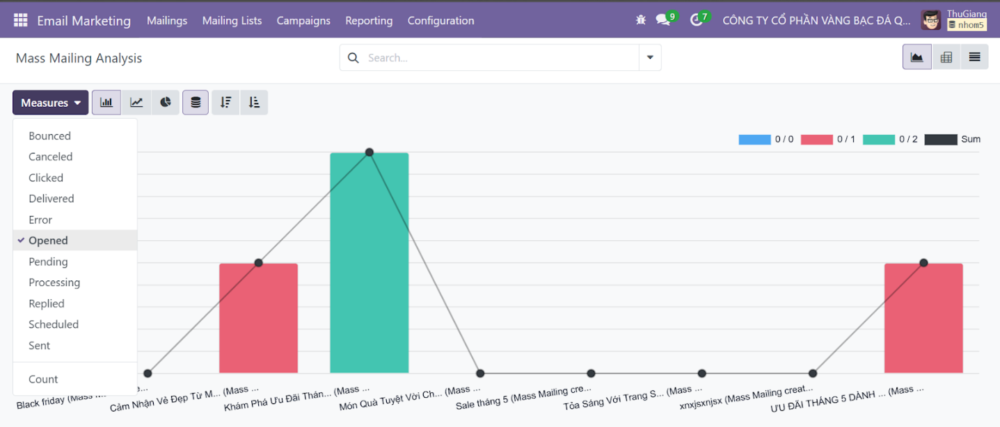 Email Marketing Mailings Mailing Lists Campaigns Reporting Configuration 9 7 CÔNG TY CỔ PHẦN VÀNG BẠC ĐÁ Q... ThuGiang
nhom5
Mass Mailing Analysis Search...
Measures
Bounced
0 / 0 0 / 1 0 / 2 Sum
Canceled
Clicked
Delivered
Error
Opened
Pending
Processing
Replied
Scheduled
Sent
Count
Black friday (Mass
Cảm Nhận Vẻ Đẹp Từ M... (Mass ...
Khám Phá Ưu Đãi Thán... (Mass ...
Món Quà Tuyệt Vời Ch... (Mass ...
Sale tháng 5 (Mass Mailing cre...
Tỏa Sáng Với Trang S... (Mass ...
xnxjsxnjsx (Mass Mailing creat...
ƯU ĐÃI THÁNG 5 DÀNH ... (Mass ...